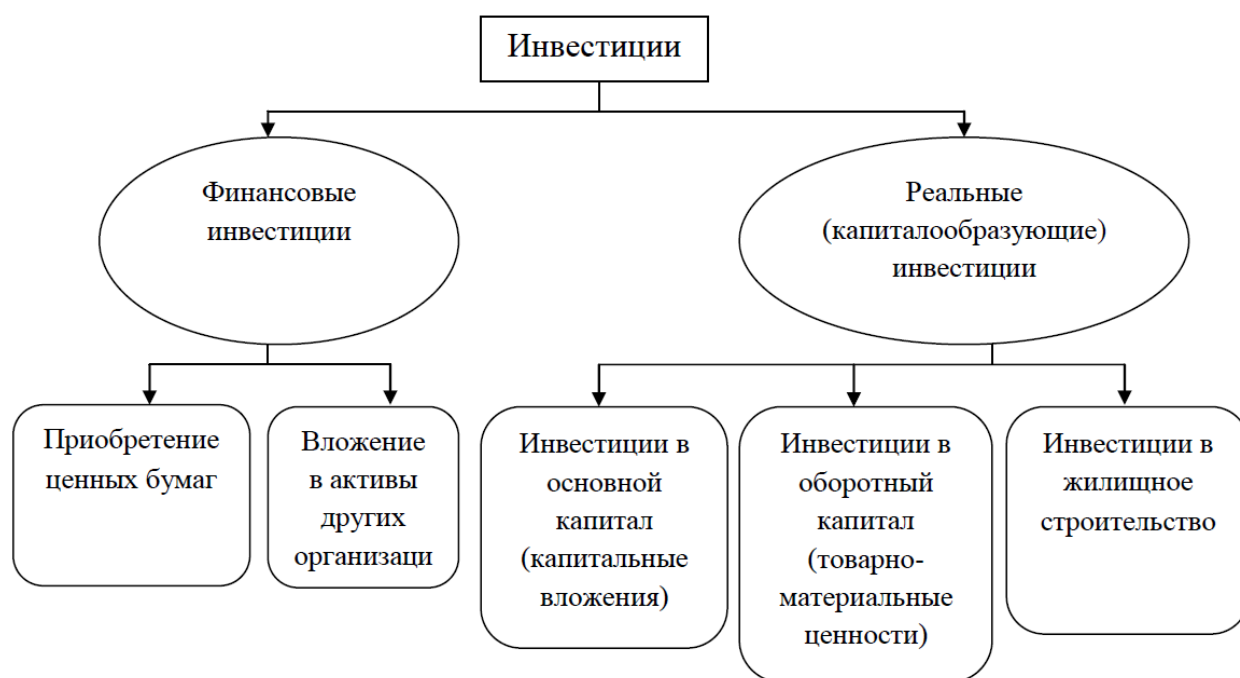 Инвестиции
Финансовые
инвестиции
Реальные
(капиталообразующие)
инвестиции
Приобретение
ценных бумаг
Вложение
в активы
других
организаци
Инвестиции в
основной
капитал
(капитальные
вложения)
Инвестиции в
оборотный
капитал
(товарно-
материальные
ценности)
Инвестиции в
жилищное
строительство